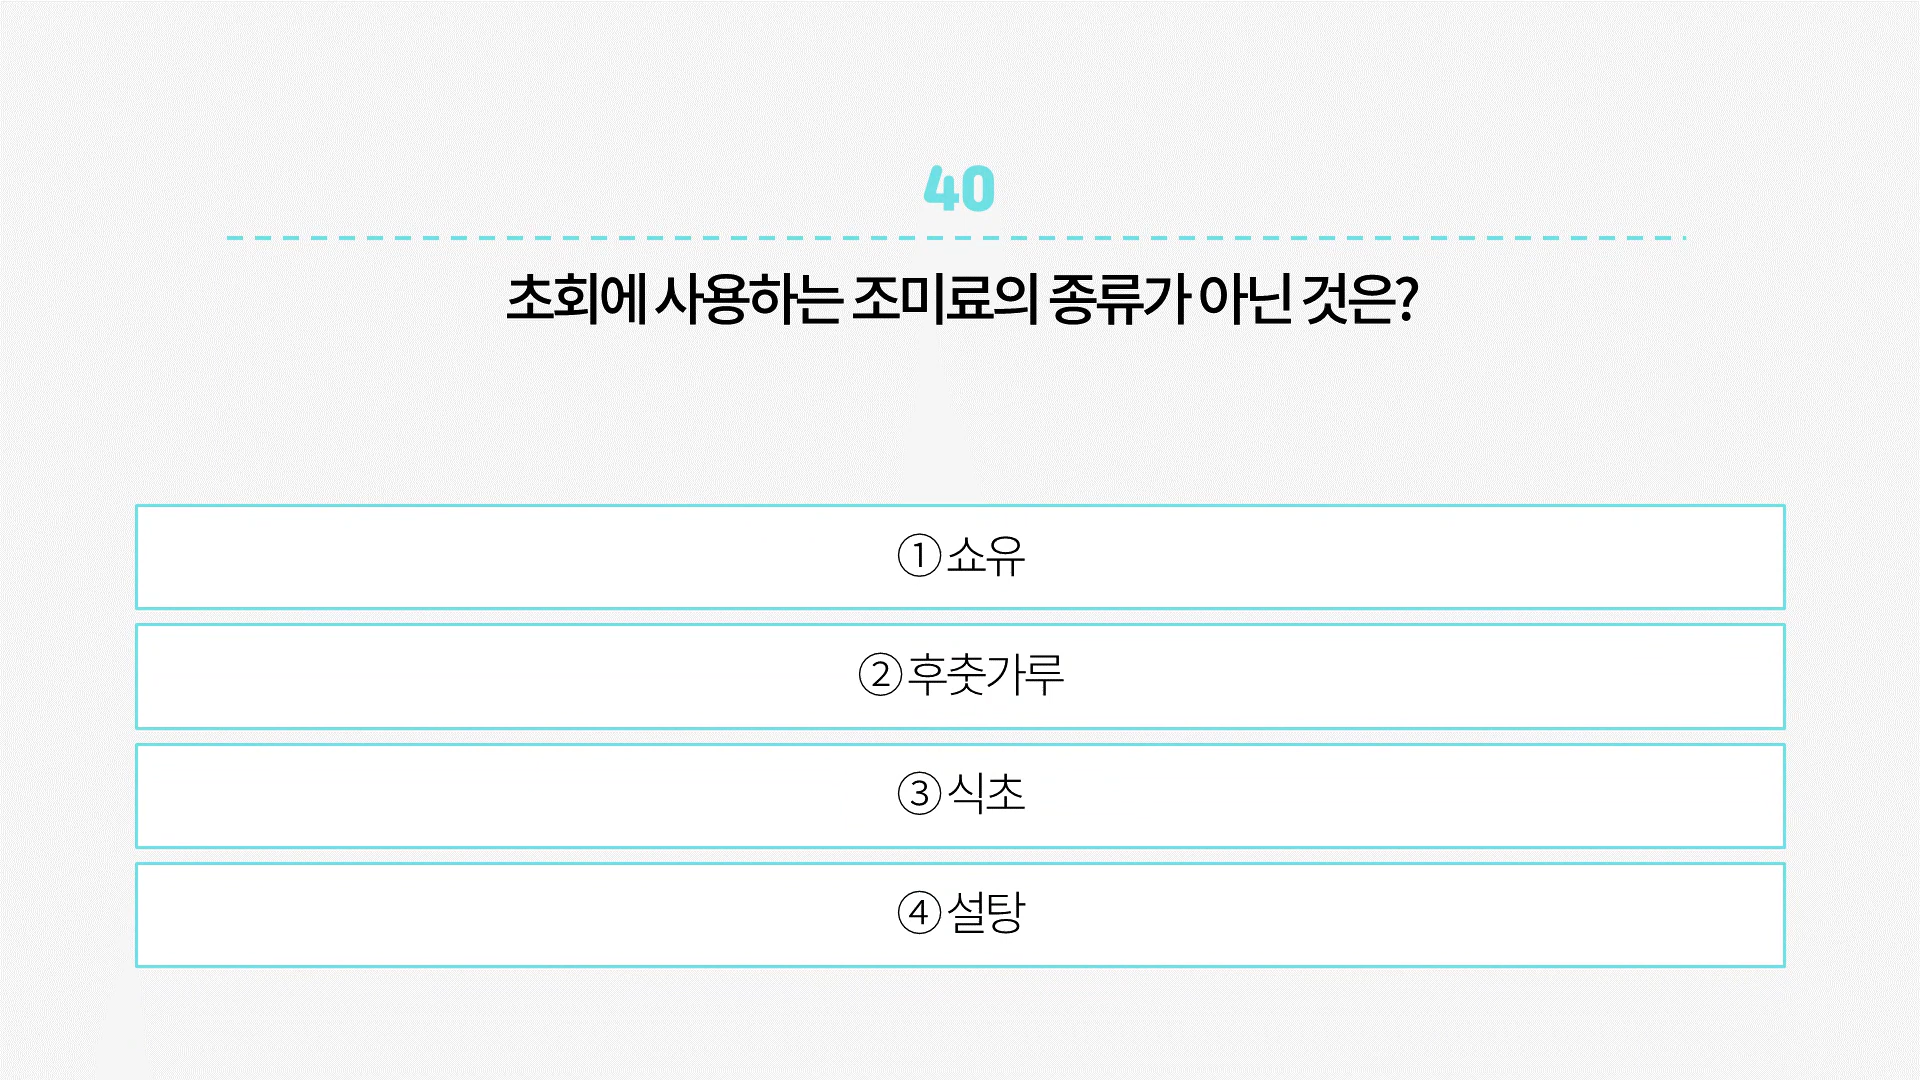 40
초회에 사용하는 조미료의 종류가 아닌 것은?
① 쇼유
② 후춧가루
③ 식초
④ 설탕